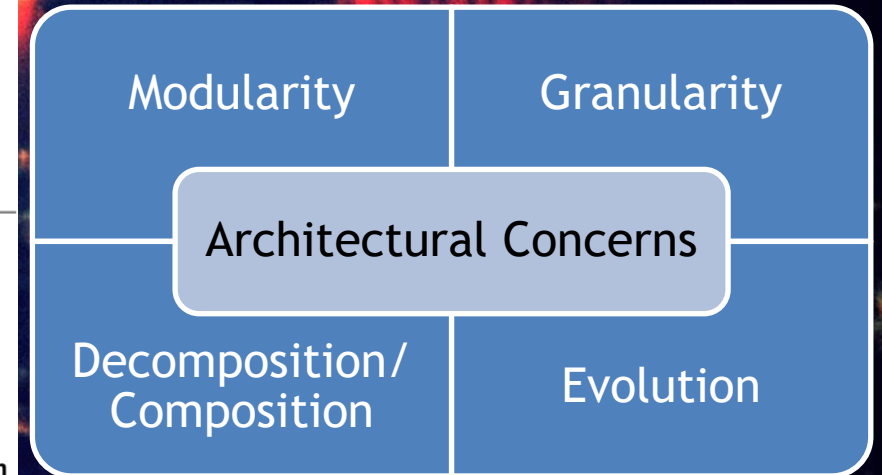 Modularity
Granularity
Architectural Concerns
Decomposition/
Composition
Evolution